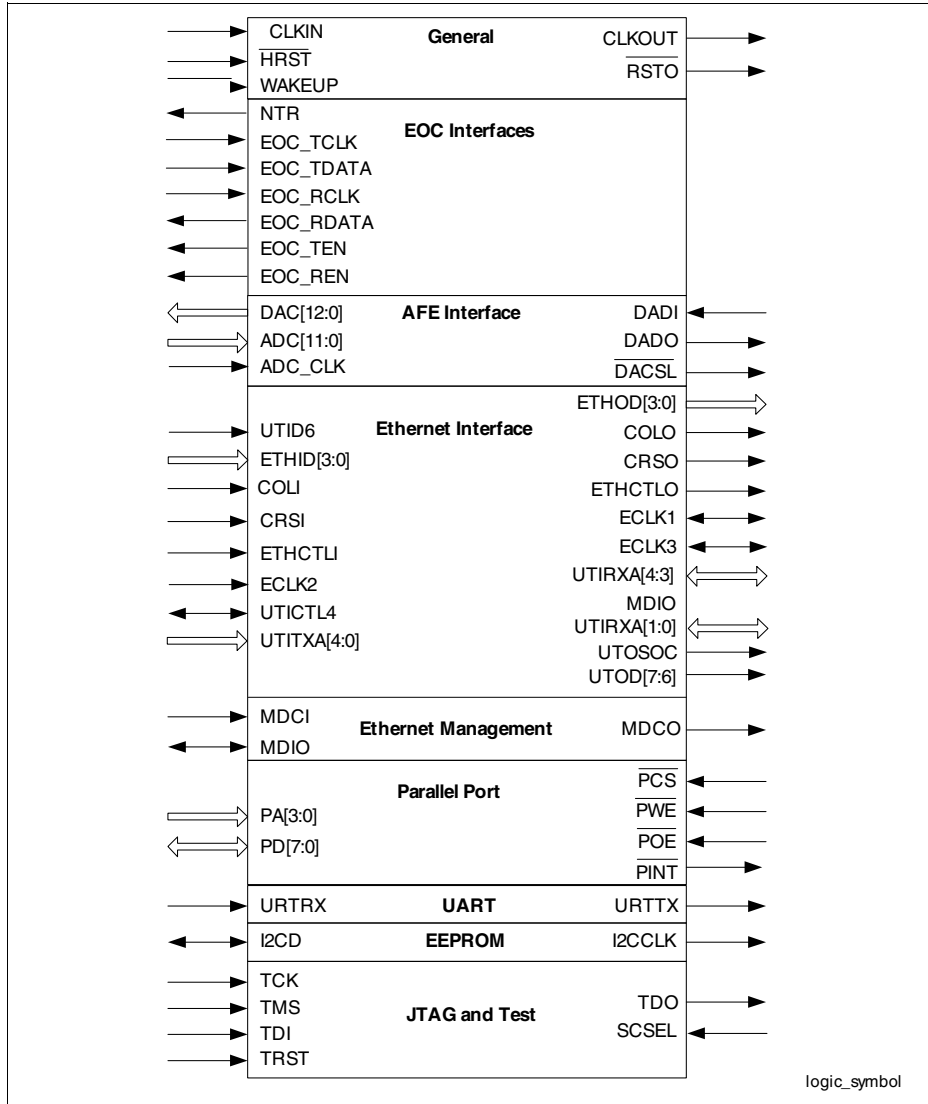 CLKIN General CLKOUT
HRST RSTO
WAKEUP
NTR
EOC Interfaces
EOC_TCLK
EOC_TDATA
EOC_RCLK
EOC_RDATA
EOC_TEN
EOC_REN
DAC[12:0] AFE Interface DADI
ADC[11:0] DADO
ADC_CLK DACSL
ETHOD[3:0]
UTID6 Ethernet Interface COLO
ETHID[3:0] CRSO
COLI ETHCTLO
CRSI ECLK1
ETHCTLI ECLK3
ECLK2 UTIRXA[4:3]
UTICTL4 MDIO
UTITXA[4:0] UTIRXA[1:0]
UTOSOC
UTOD[7:6]
MDCI Ethernet Management MDCO
MDIO
Parallel Port PCS
PA[3:0] PWE
PD[7:0] POE
PINT
URTRX UART URTTX
I2CD EEPROM I2CCLK
TCK
TMS JTAG and Test TDO
TDI SCSEL
TRST
logic_symbol